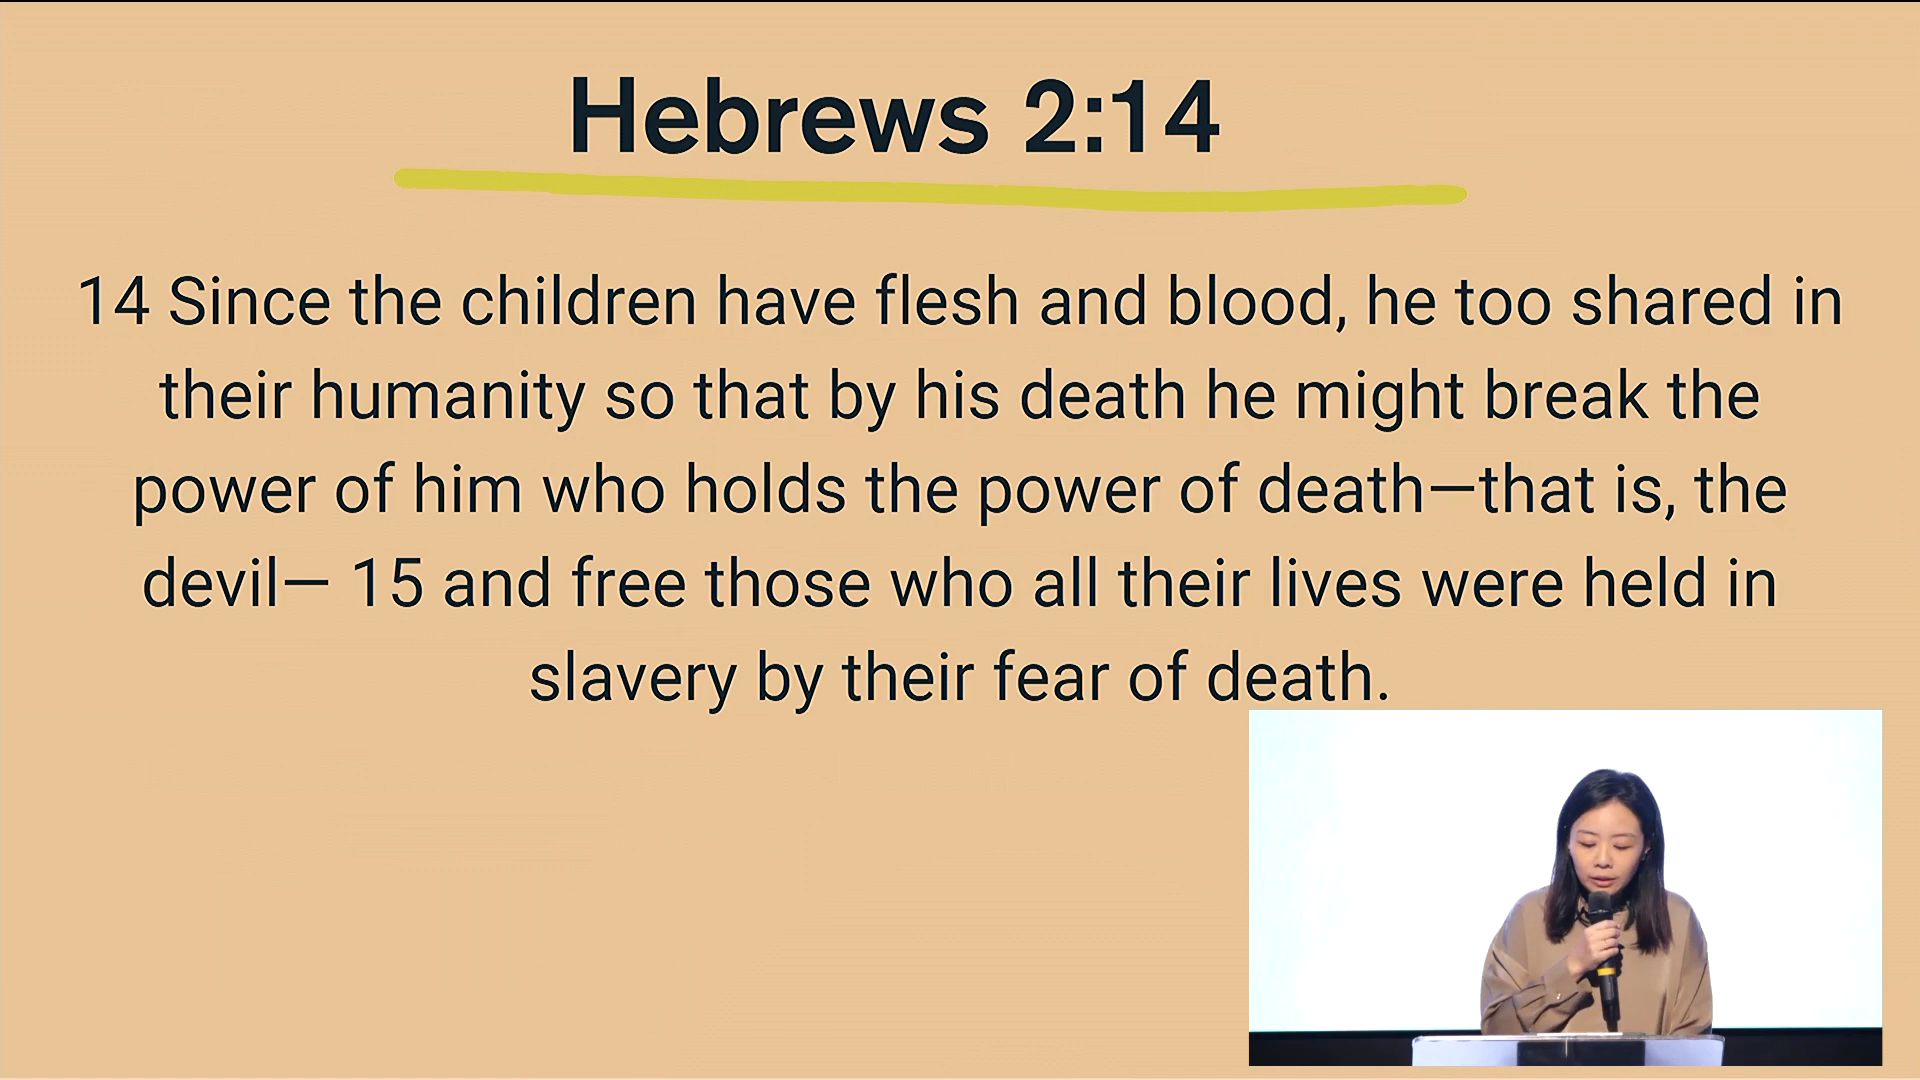 Hebrews 2:14
14 Since the children have flesh and blood, he too shared in
their humanity so that by his death he might break the
power of him who holds the power of death—that is, the
devil— 15 and free those who all their lives were held in
slavery by their fear of death.